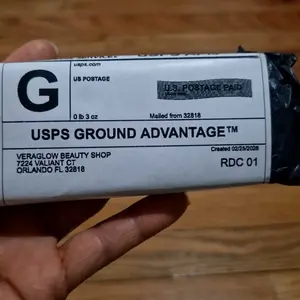 usps.com
G
US POSTAGE
U.S. POSTAGE PAID
0 lb 3 oz
Mailed from 32818
USPS GROUND ADVANTAGE™
Created 02/25/2026
VERAGLOW BEAUTY SHOP
7224 VALIANT CT
ORLANDO FL 32818
RDC 01